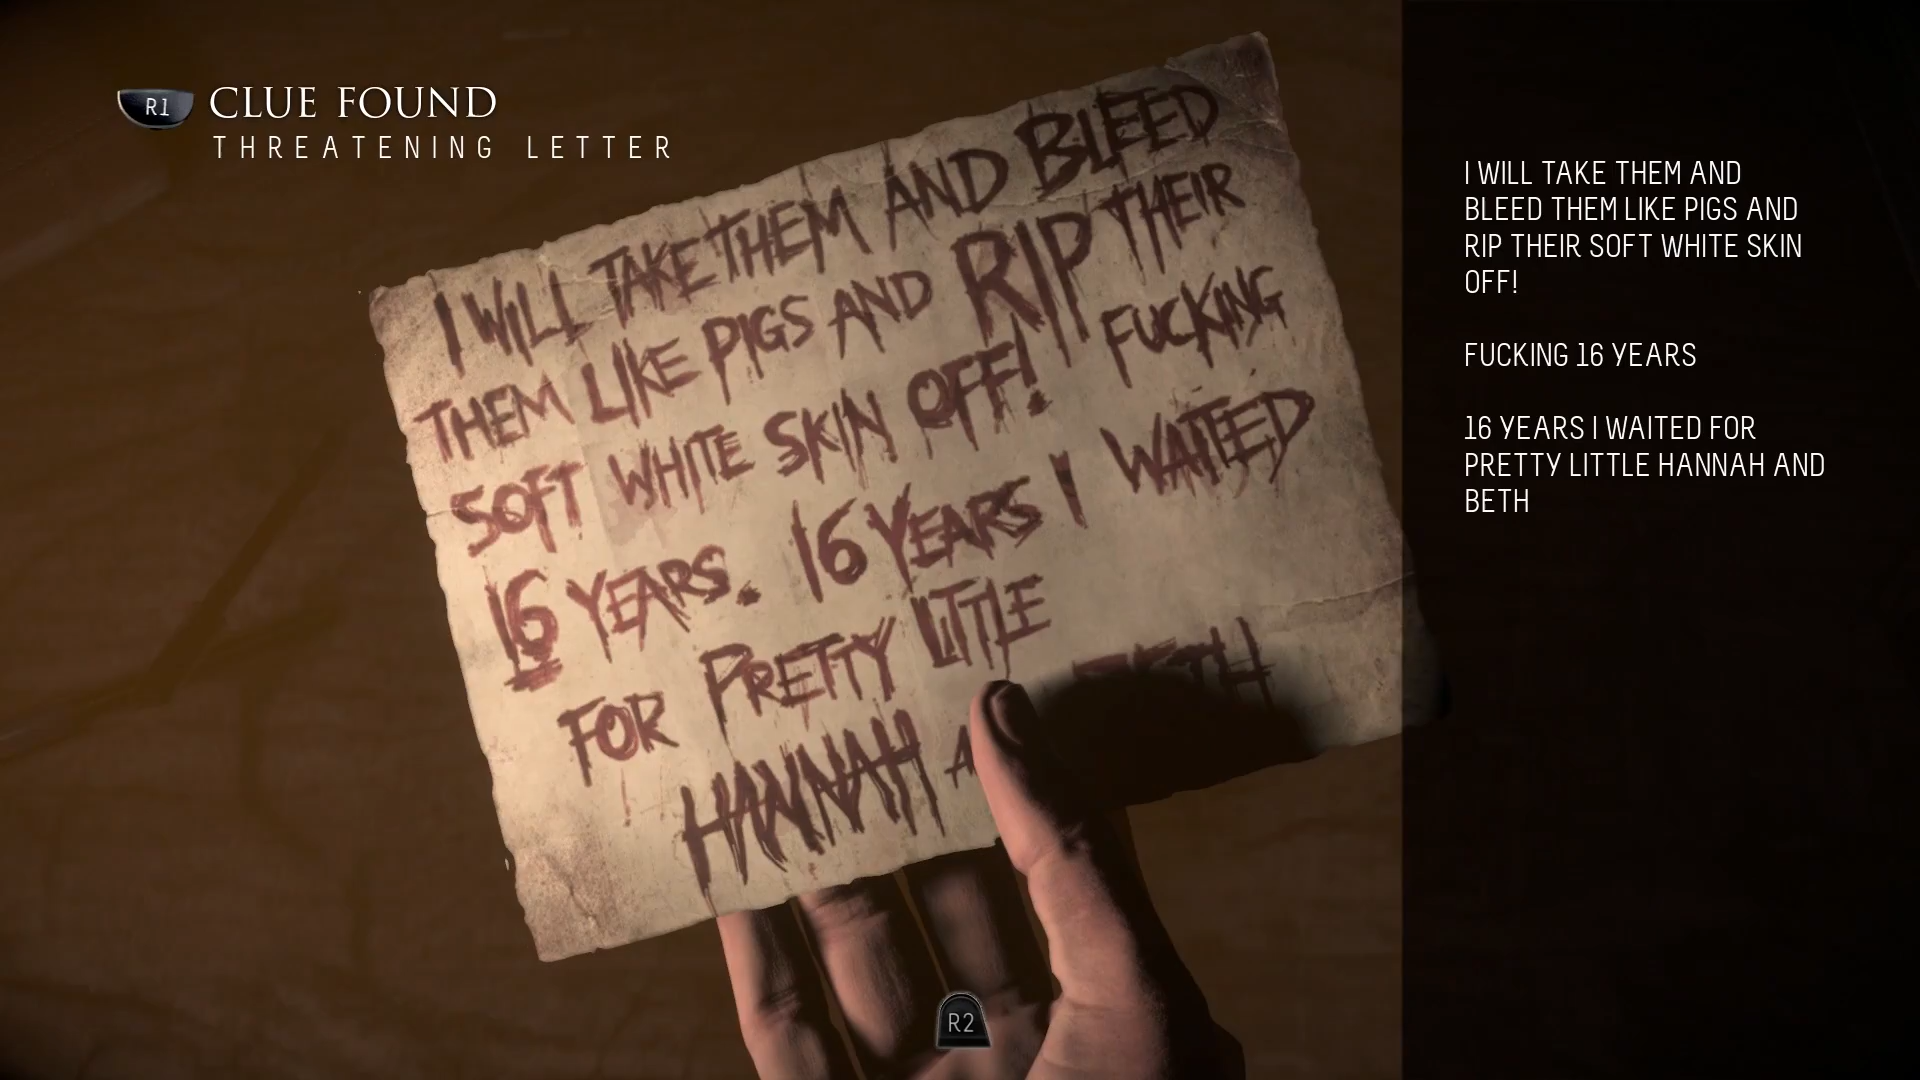 R1 CLUE FOUND
THREATENING LETTER
I WILL TAKE THEM AND BLEED
THEM LIKE PIGS AND RIP THEIR
SOFT WHITE SKIN OFF! FUCKING
16 YEARS. 16 YEARS I WAITED
FOR PRETTY LITTLE
HANNAH A BETH
I WILL TAKE THEM AND
BLEED THEM LIKE PIGS AND
RIP THEIR SOFT WHITE SKIN
OFF!
FUCKING 16 YEARS
16 YEARS I WAITED FOR
PRETTY LITTLE HANNAH AND
BETH
R2